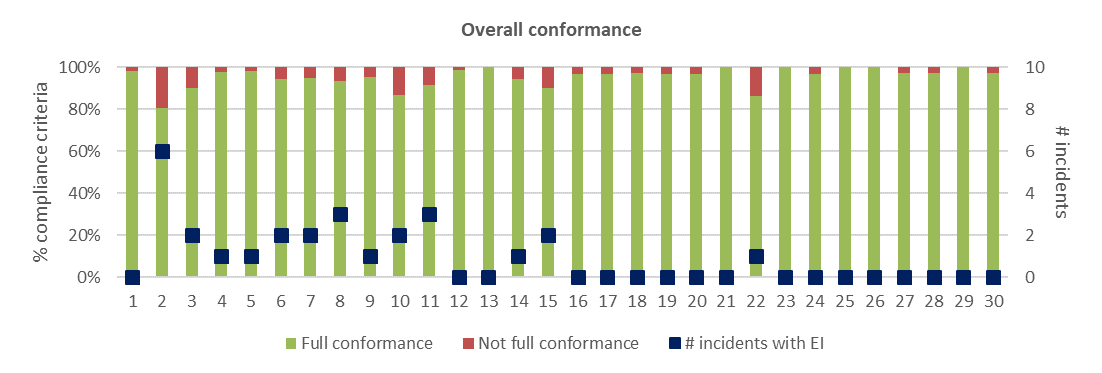 Overall conformance
% compliance criteria
100%
80%
60%
40%
20%
0%
10
8
6
4
2
0
# incidents
1 2 3 4 5 6 7 8 9 10 11 12 13 14 15 16 17 18 19 20 21 22 23 24 25 26 27 28 29 30
Full conformance Not full conformance # incidents with EI